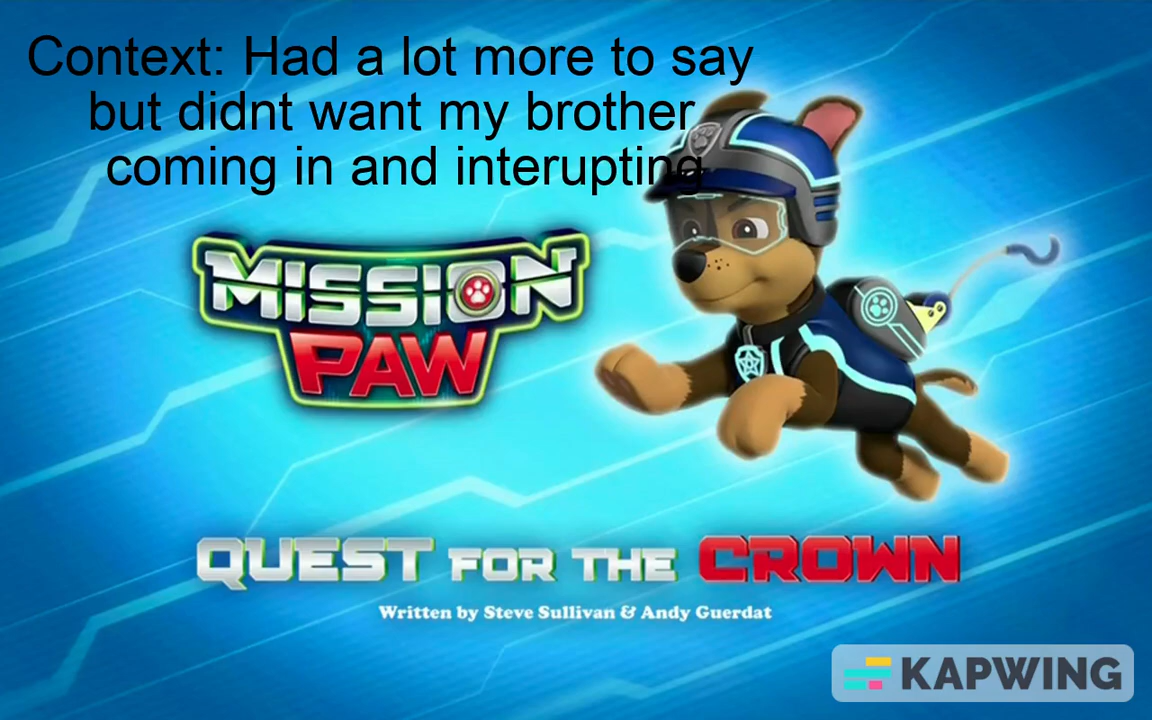 Context: Had a lot more to say
but didnt want my brother
coming in and interupting
MISSION
PAW
QUEST FOR THE CROWN
Written by Steve Sullivan & Andy Guerdat
KAPWING